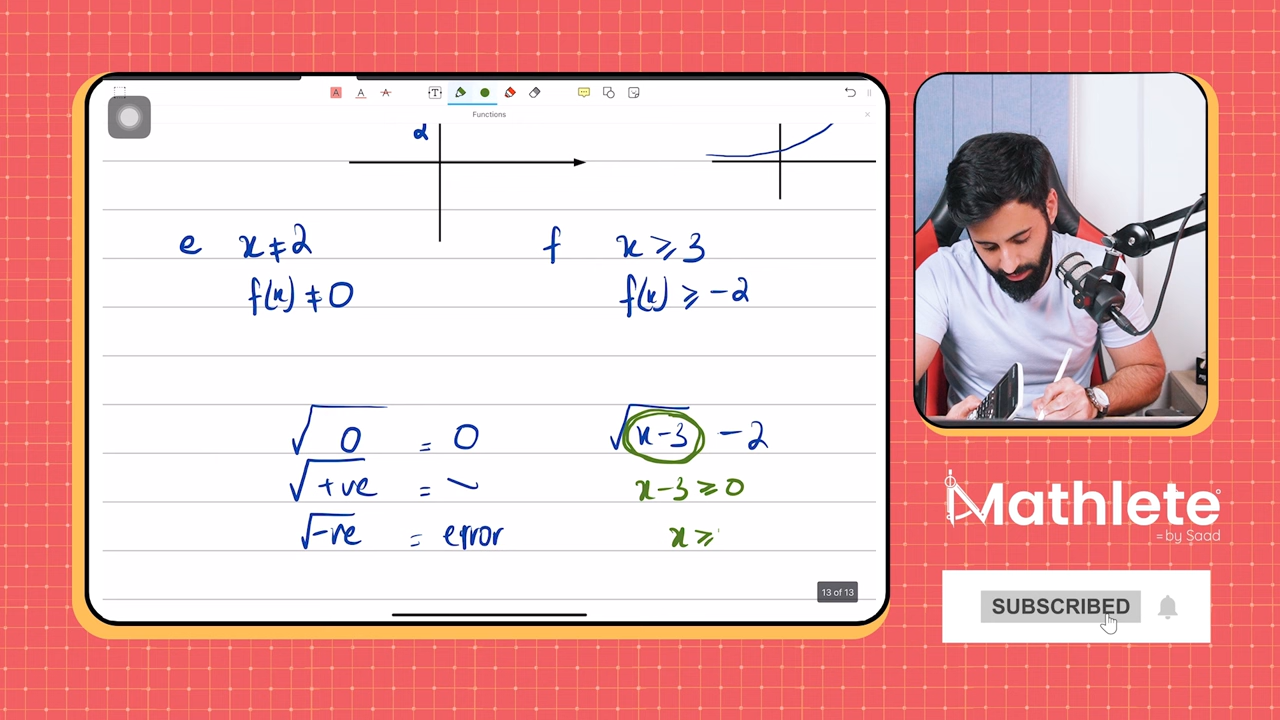 A A A T
Functions
2
e x ≠ 2
f(x) ≠ 0
f x ⩾ 3
f(x) ⩾ -2
√0 = 0
√+ve = ~
√-ve = error
√x-3 - 2
x-3 ⩾ 0
x ⩾
13 of 13
Mathlete
= by Saad
SUBSCRIBED